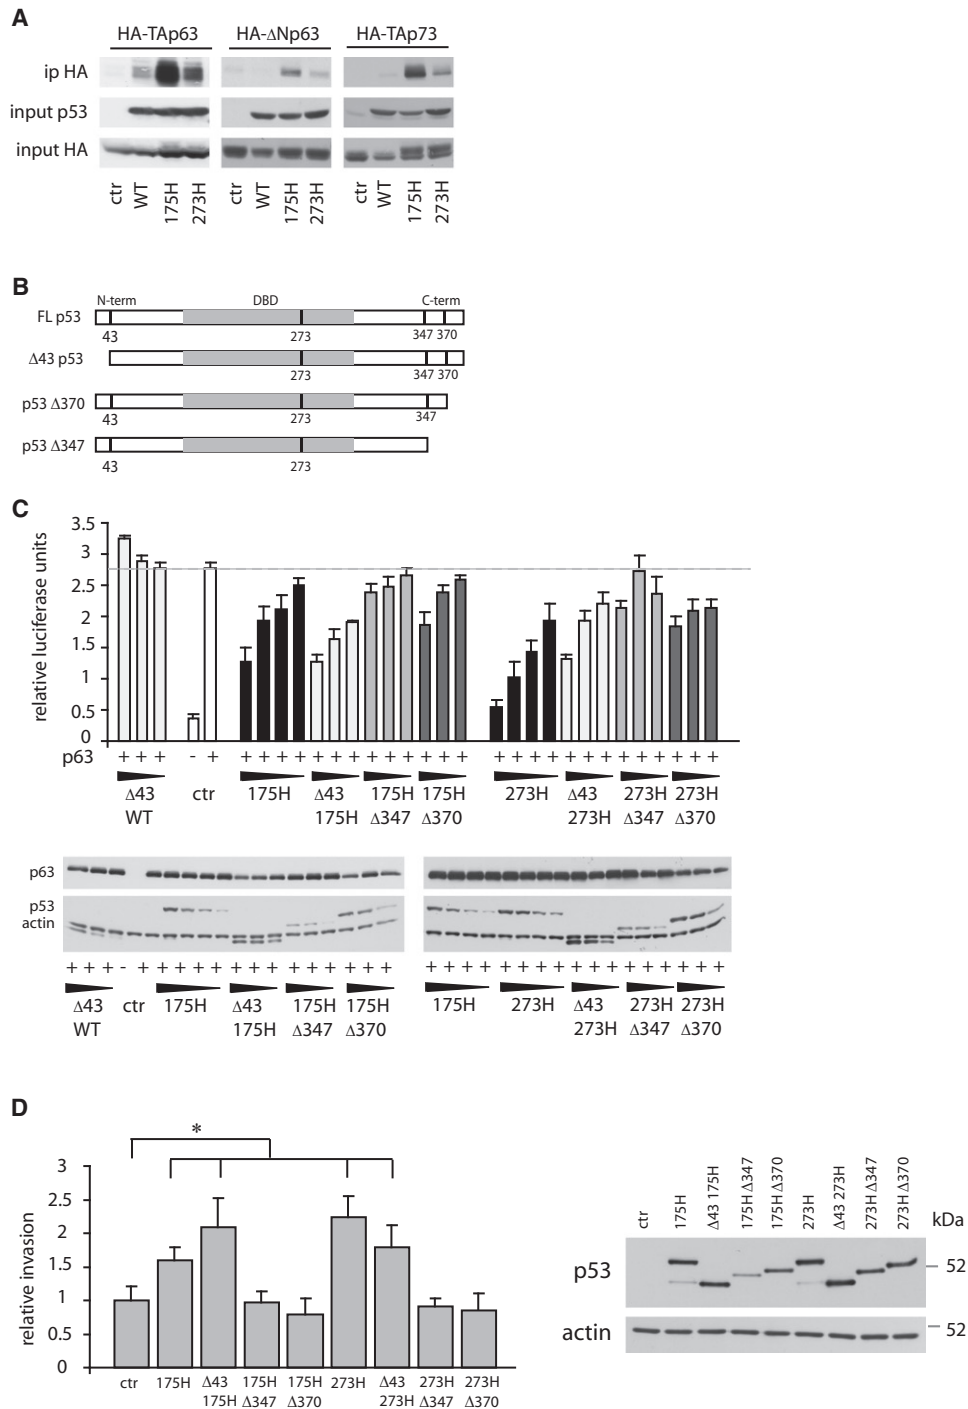 A
HA-TAp63 HA-ΔNp63 HA-TAp73
ip HA
input p53
input HA
ctr WT 175H 273H ctr WT 175H 273H ctr WT 175H 273H
B
N-term DBD C-term
FL p53
43 273 347 370
Δ43 p53
273 347 370
p53 Δ370
43 273 347
p53 Δ347
43 273
C
relative luciferase units
3.5
3
2.5
2
1.5
1
0.5
0
p63 + + + - + + + + + + + + + + + + + + + + + + + + + + + + + + +
Δ43 WT ctr 175H Δ43 175H 175H Δ347 175H Δ370 273H Δ43 273H 273H Δ347 273H Δ370
p63
p53
actin
+ + + - + + + + + + + + + + + + + + + + + + + + + + + + + + + + + + +
Δ43 WT ctr 175H Δ43 175H 175H Δ347 175H Δ370 175H 273H Δ43 273H 273H Δ347 273H Δ370
D
*
relative invasion
3
2.5
2
1.5
1
0.5
0
ctr 175H Δ43 175H 175H Δ347 175H Δ370 273H Δ43 273H 273H Δ347 273H Δ370
ctr 175H Δ43 175H 175H Δ347 175H Δ370 273H Δ43 273H 273H Δ347 273H Δ370
kDa
p53
52
actin
52